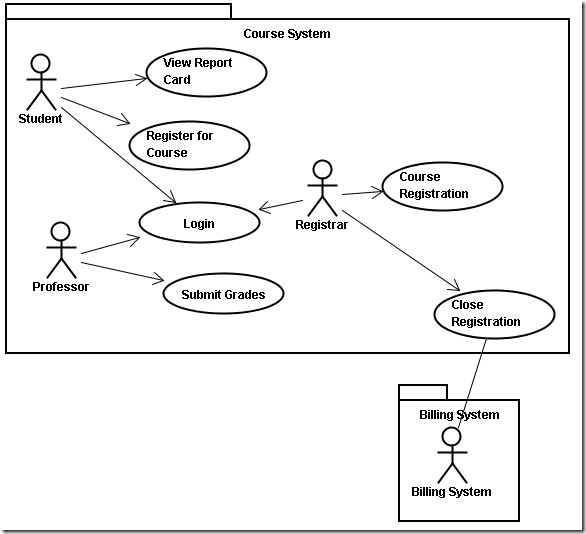 Course System
View Report
Card
Student
Register for
Course
Course
Registration
Login
Registrar
Professor
Submit Grades
Close
Registration
Billing System
Billing System